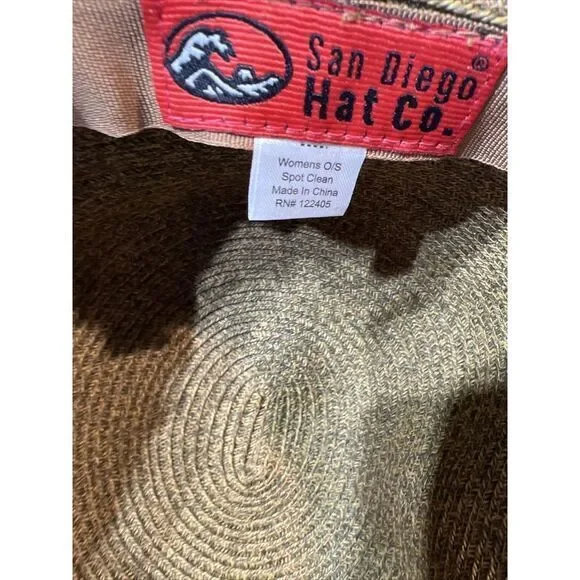 San Diego®
Hat Co.
Womens O/S
Spot Clean
Made In China
RN# 122405